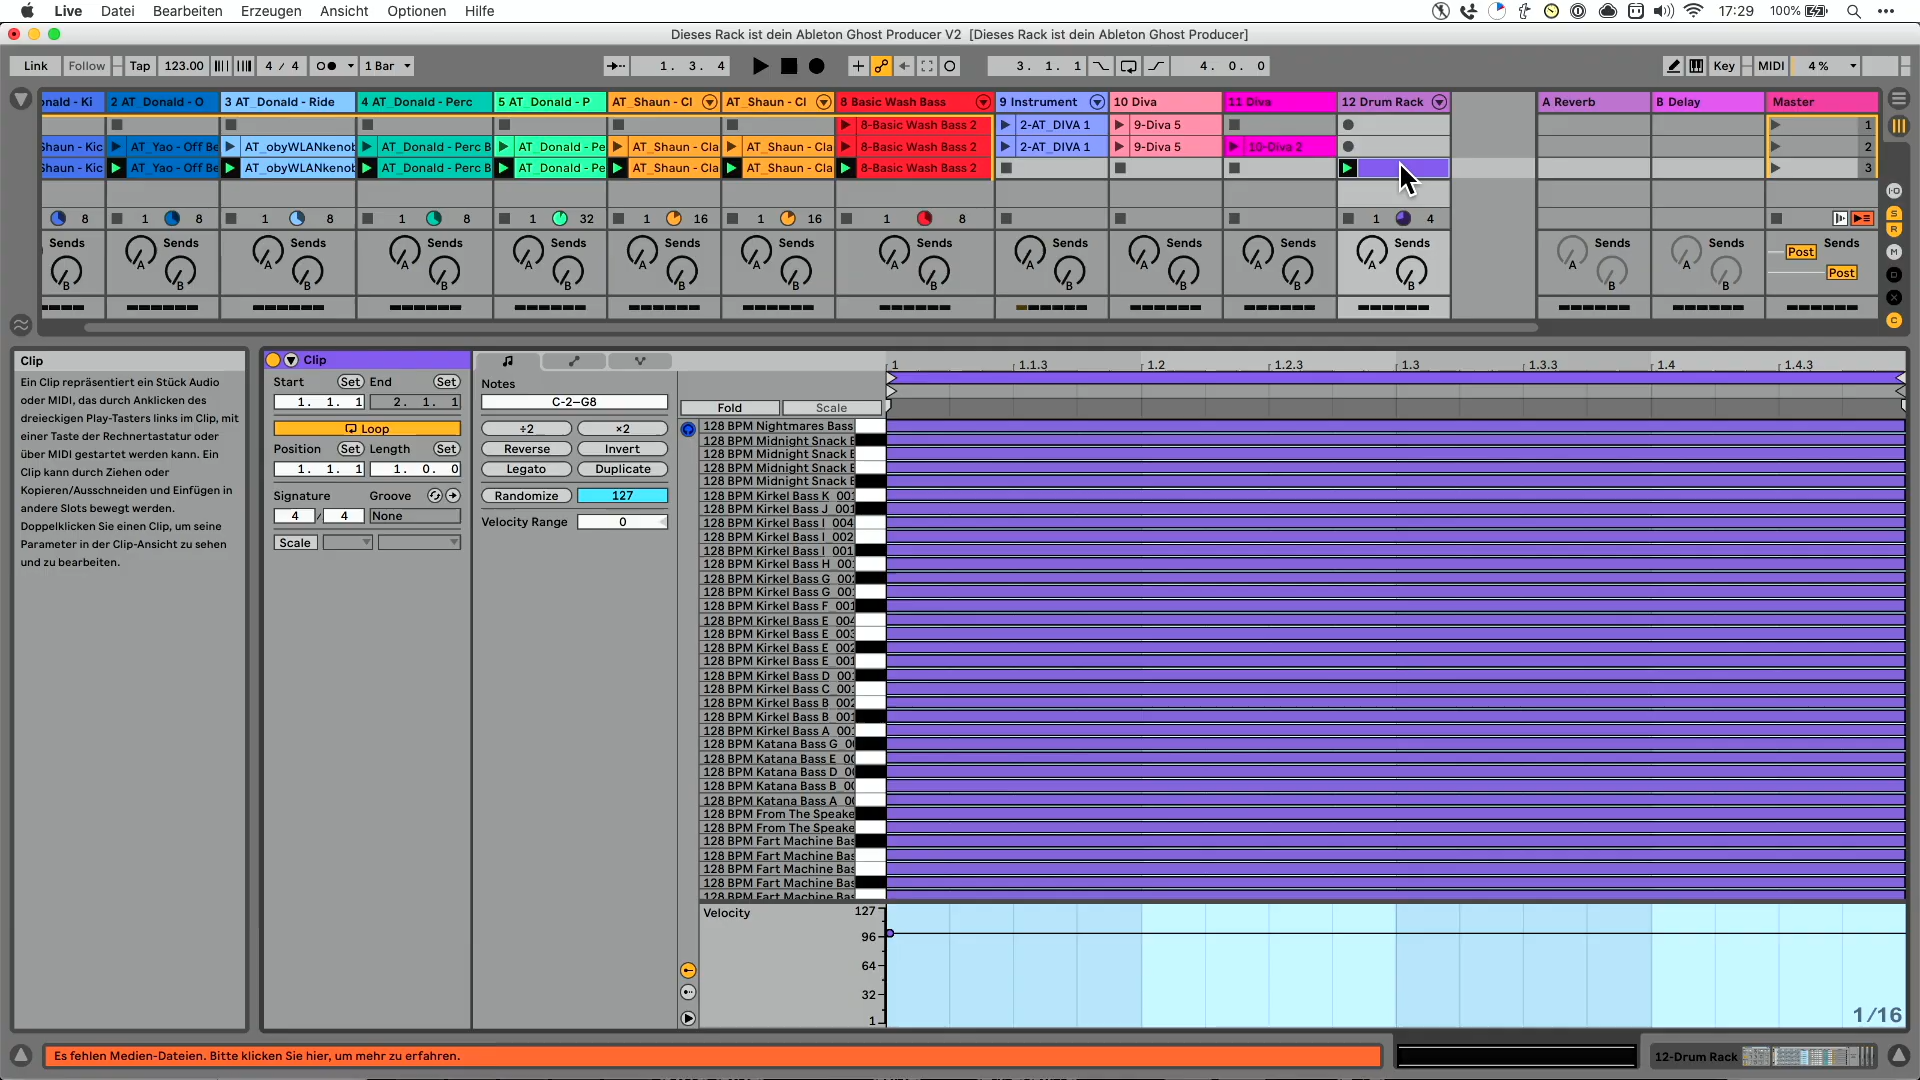 Live Datei Bearbeiten Erzeugen Ansicht Optionen Hilfe 17:29 100%
Dieses Rack ist dein Ableton Ghost Producer V2 [Dieses Rack ist dein Ableton Ghost Producer]
Link Follow Tap 123.00 4 / 4 1 Bar 1. 3. 4 3. 1. 1 4. 0. 0 Key MIDI 4 %
onald - Ki 2 AT_Donald - O 3 AT_Donald - Ride 4 AT_Donald - Perc 5 AT_Donald - P AT_Shaun - Cl AT_Shaun - Cl 8 Basic Wash Bass 9 Instrument 10 Diva 11 Diva 12 Drum Rack A Reverb B Delay Master
8-Basic Wash Bass 2 2-AT_DIVA 1 9-Diva 5 1
Shaun - Kic AT_Yao - Off Be AT_obyWLANkenob AT_Donald - Perc B AT_Donald - Pe AT_Shaun - Cla AT_Shaun - Cla 8-Basic Wash Bass 2 2-AT_DIVA 1 9-Diva 5 10-Diva 2 2
Shaun - Kic AT_Yao - Off Be AT_obyWLANkenob AT_Donald - Perc B AT_Donald - Pe AT_Shaun - Cla AT_Shaun - Cla 8-Basic Wash Bass 2 3
8 1 8 1 8 1 8 1 32 1 16 1 16 1 8 1 4
Sends Sends Sends Sends Sends Sends Sends Sends Sends Sends Sends Sends Sends Sends Sends
A A A A A A A A A A A A A Post
B B B B B B B B B B B B B B Post
Clip
Ein Clip repräsentiert ein Stück Audio
oder MIDI, das durch Anklicken des
dreieckigen Play-Tasters links im Clip, mit
einer Taste der Rechnertastatur oder
über MIDI gestartet werden kann. Ein
Clip kann durch Ziehen oder
Kopieren/Ausschneiden und Einfügen in
andere Slots bewegt werden.
Doppelklicken Sie einen Clip, um seine
Parameter in der Clip-Ansicht zu sehen
und zu bearbeiten.
Clip
Start Set End Set
1. 1. 1 2. 1. 1
Loop
Position Set Length Set
1. 1. 1 1. 0. 0
Signature Groove
4 / 4 None
Scale
Notes
C-2–G8
÷2 ×2
Reverse Invert
Legato Duplicate
Randomize 127
Velocity Range 0
1 1.1.3 1.2 1.2.3 1.3 1.3.3 1.4 1.4.3
Fold Scale
128 BPM Nightmares Bass
128 BPM Midnight Snack B
128 BPM Midnight Snack B
128 BPM Midnight Snack B
128 BPM Midnight Snack B
128 BPM Kirkel Bass K 001
128 BPM Kirkel Bass J 001
128 BPM Kirkel Bass I 004
128 BPM Kirkel Bass I 002
128 BPM Kirkel Bass I 001
128 BPM Kirkel Bass H 001
128 BPM Kirkel Bass G 002
128 BPM Kirkel Bass G 001
128 BPM Kirkel Bass F 001
128 BPM Kirkel Bass E 004
128 BPM Kirkel Bass E 003
128 BPM Kirkel Bass E 002
128 BPM Kirkel Bass E 001
128 BPM Kirkel Bass D 001
128 BPM Kirkel Bass C 001
128 BPM Kirkel Bass B 002
128 BPM Kirkel Bass B 001
128 BPM Kirkel Bass A 001
128 BPM Katana Bass G 00
128 BPM Katana Bass E 00
128 BPM Katana Bass D 00
128 BPM Katana Bass B 00
128 BPM Katana Bass A 00
128 BPM From The Speake
128 BPM From The Speake
128 BPM Fart Machine Bas
128 BPM Fart Machine Bas
128 BPM Fart Machine Bas
128 BPM Fart Machine Bas
128 BPM Fart Machine Bas
Velocity 127
96
64
32
1
1/16
Es fehlen Medien-Dateien. Bitte klicken Sie hier, um mehr zu erfahren. 12-Drum Rack